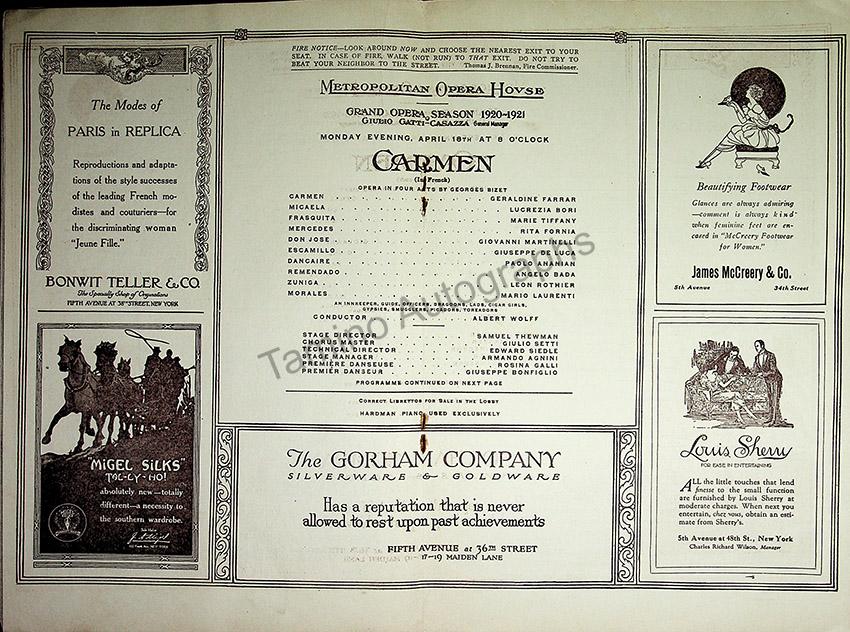 The Modes of
PARIS in REPLICA
Reproductions and adapta-
tions of the style successes
of the leading French mo-
distes and couturiers—for
the discriminating woman
"Jeune Fille."
BONWIT TELLER & CO.
The Specialty Shop of Originations
FIFTH AVENUE AT 38TH STREET, NEW YORK
"MIGEL SILKS"
TAL-LY-HO!
absolutely new—totally
different—a necessity to
the southern wardrobe.
FIRE NOTICE—LOOK AROUND NOW AND CHOOSE THE NEAREST EXIT TO YOUR
SEAT. IN CASE OF FIRE, WALK (NOT RUN) TO THAT EXIT. DO NOT TRY TO
BEAT YOUR NEIGHBOR TO THE STREET. Thomas J. Brennan, Fire Commissioner.
METROPOLITAN OPERA HOVSE
GRAND OPERA SEASON 1920-1921
GIULIO GATTI-CASAZZA General Manager
MONDAY EVENING, APRIL 18TH AT 8 O'CLOCK
CARMEN
(In French)
OPERA IN FOUR ACTS BY GEORGES BIZET
CARMEN . . . GERALDINE FARRAR
MICAELA . . . LUCREZIA BORI
FRASQUITA . . . MARIE TIFFANY
MERCEDES . . . RITA FORNIA
DON JOSE . . . GIOVANNI MARTINELLI
ESCAMILLO . . . GIUSEPPE DE LUCA
DANCAIRE . . . PAOLO ANANIAN
REMENDADO . . . ANGELO BADA
ZUNIGA . . . LEON ROTHIER
MORALES . . . MARIO LAURENTI
AN INNKEEPER, GUIDE, OFFICERS, DRAGOONS, LADS, CIGAR GIRLS,
GYPSIES, SMUGGLERS, PICADORS, TOREADORS
CONDUCTOR . . . ALBERT WOLFF
STAGE DIRECTOR . . . SAMUEL THEWMAN
CHORUS MASTER . . . GIULIO SETTI
TECHNICAL DIRECTOR . . . EDWARD SIEDLE
STAGE MANAGER . . . ARMANDO AGNINI
PREMIÈRE DANSEUSE . . . ROSINA GALLI
PREMIER DANSEUR . . . GIUSEPPE BONFIGLIO
PROGRAMME CONTINUED ON NEXT PAGE
CORRECT LIBRETTOS FOR SALE IN THE LOBBY
HARDMAN PIANO USED EXCLUSIVELY
The GORHAM COMPANY
SILVERWARE & GOLDWARE
Has a reputation that is never
allowed to rest upon past achievements
FIFTH AVENUE at 36TH STREET
17-19 MAIDEN LANE
Beautifying Footwear
Glances are always admiring
—comment is always kind
when feminine feet are en-
cased in "McCreery Footwear
for Women."
James McCreery & Co.
5th Avenue 34th Street
Louis Sherry
FOR EASE IN ENTERTAINING
ALL the little touches that lend
finesse to the small function
are furnished by Louis Sherry at
moderate charges. When next you
entertain, chez vous, obtain an esti-
mate from Sherry's.
5th Avenue at 48th St., New York
Charles Richard Wilson, Manager
Tamino Autographs